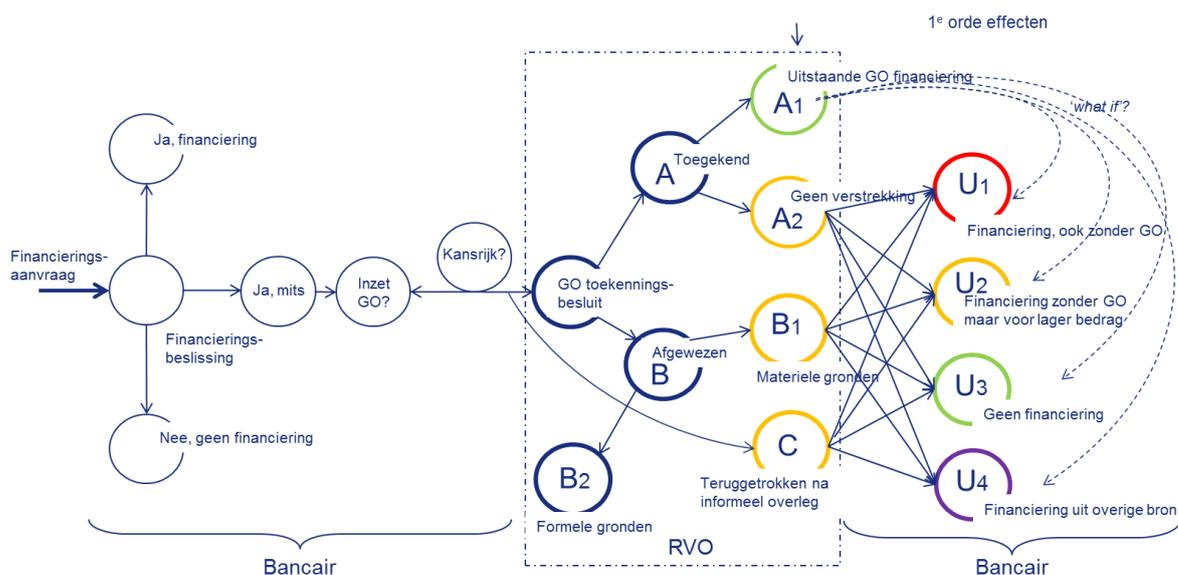 1e orde effecten
Uitstaande GO financiering
A1
'what if'?
Ja, financiering
Toegekend
A
Geen verstrekking
A2
U1
Financiering, ook zonder GO
Financierings-
aanvraag
Kansrijk?
Ja, mits
Inzet
GO?
GO toekennings-
besluit
U2
Financiering zonder GO
maar voor lager bedrag
Financierings-
beslissing
B1
Materiele gronden
Afgewezen
B
U3
Geen financiering
Nee, geen financiering
C
Teruggetrokken na
informeel overleg
B2
Formele gronden
U4
Financiering uit overige bron
Bancair
RVO
Bancair